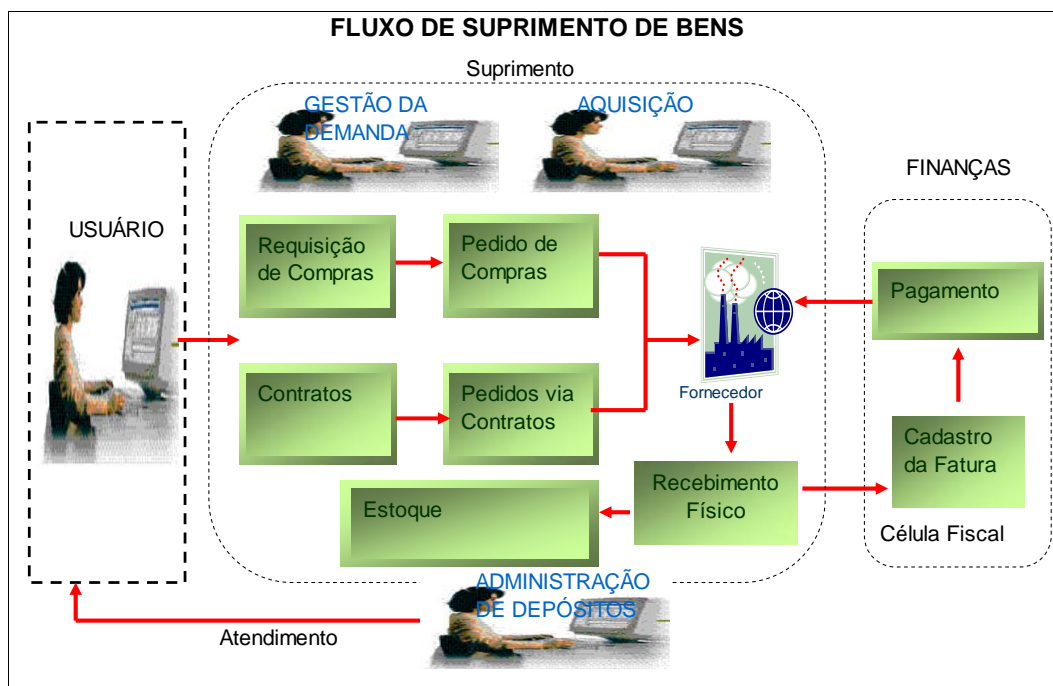 FLUXO DE SUPRIMENTO DE BENS
Suprimento
GESTÃO DA
DEMANDA
AQUISIÇÃO
FINANÇAS
USUÁRIO
Requisição
de Compras
Pedido de
Compras
Pagamento
Fornecedor
Contratos
Pedidos via
Contratos
Cadastro
da Fatura
Estoque
Recebimento
Físico
Célula Fiscal
ADMINISTRAÇÃO
DE DEPÓSITOS
Atendimento